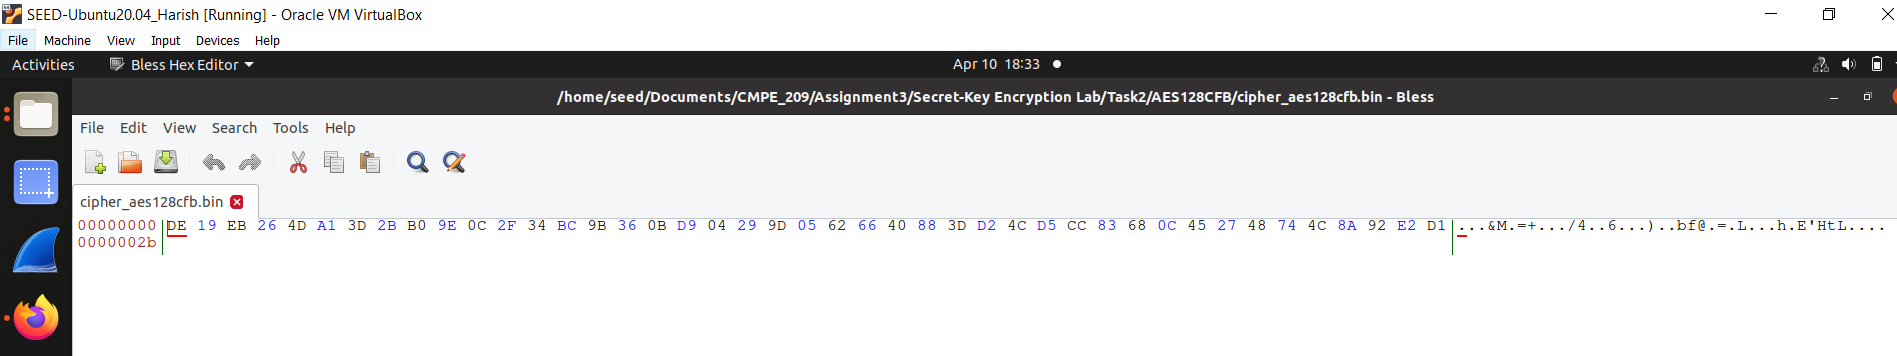 SEED-Ubuntu20.04_Harish [Running] - Oracle VM VirtualBox
File Machine View Input Devices Help
Activities Bless Hex Editor Apr 10 18:33
/home/seed/Documents/CMPE_209/Assignment3/Secret-Key Encryption Lab/Task2/AES128CFB/cipher_aes128cfb.bin - Bless
File Edit View Search Tools Help
cipher_aes128cfb.bin
00000000 DE 19 EB 26 4D A1 3D 2B B0 9E 0C 2F 34 BC 9B 36 0B D9 04 29 9D 05 62 66 40 88 3D D2 4C D5 CC 83 68 0C 45 27 48 74 4C 8A 92 E2 D1 ...&M.=+.../4..6...)..bf@.=.L...h.E'HtL....
0000002b